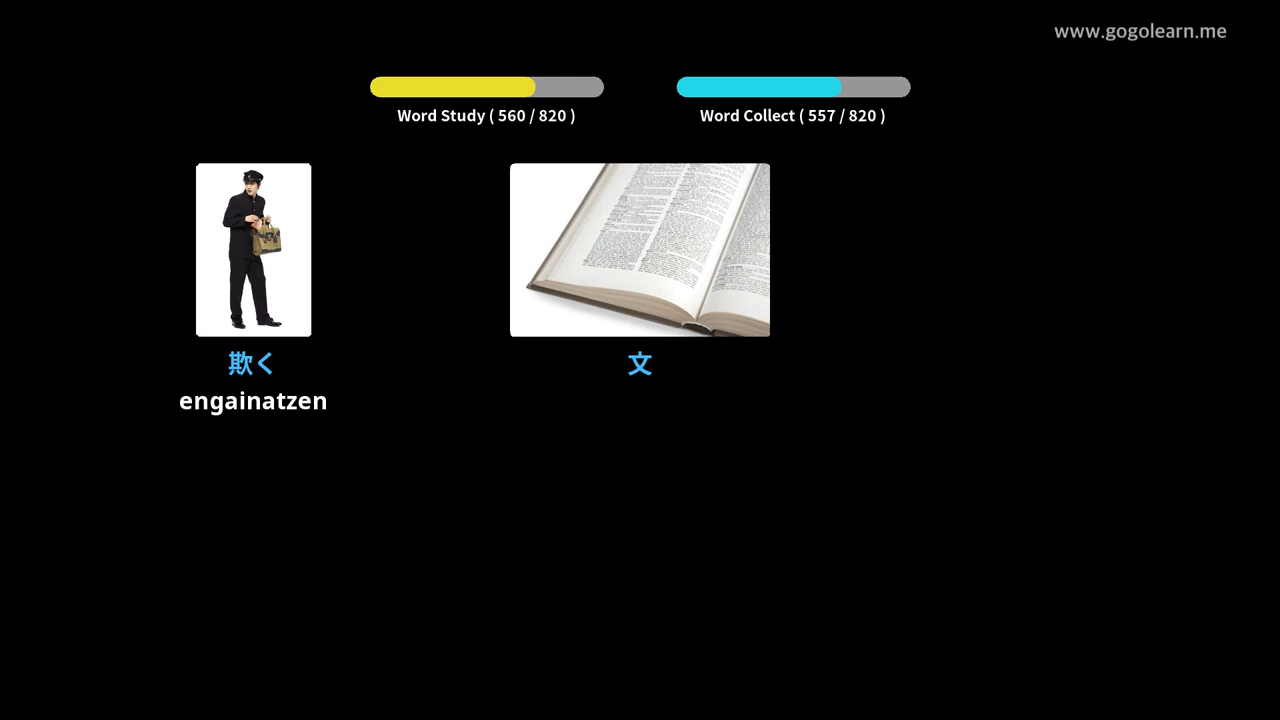 www.gogolearn.me
Word Study ( 560 / 820 )
Word Collect ( 557 / 820 )
欺く
文
engainatzen